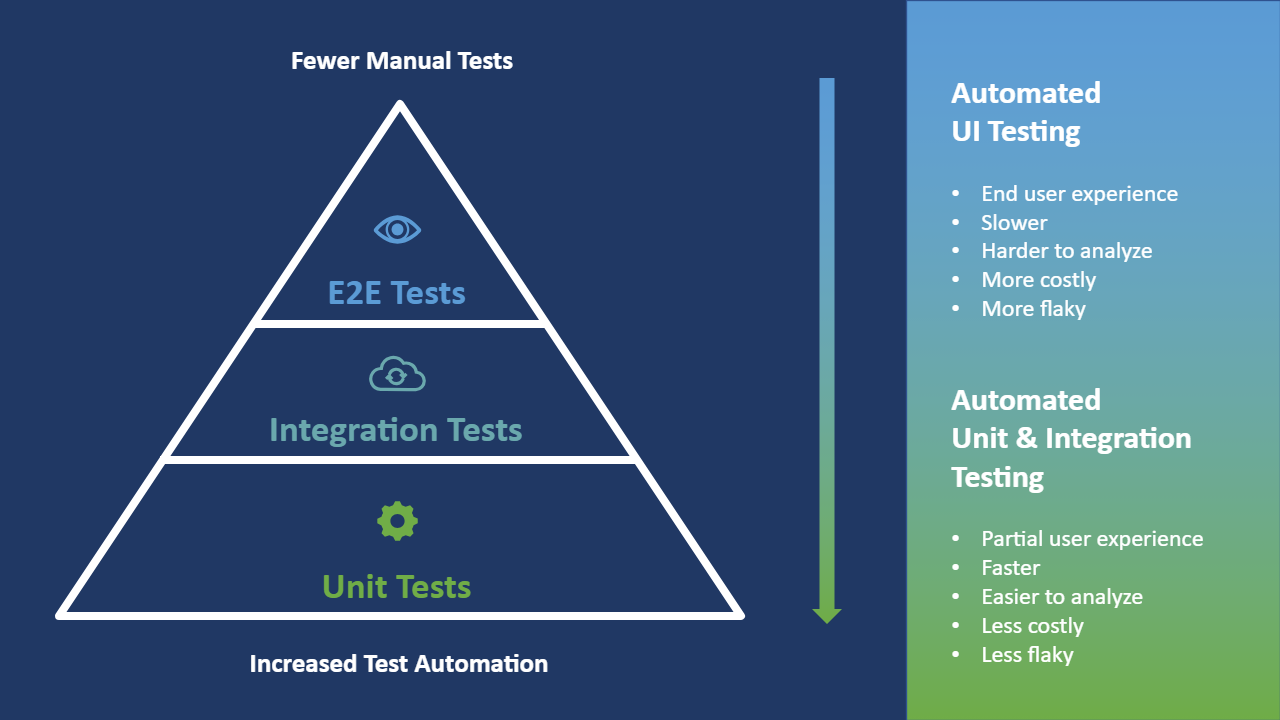 Fewer Manual Tests
E2E Tests
Integration Tests
Unit Tests
Increased Test Automation
Automated
UI Testing
• End user experience
• Slower
• Harder to analyze
• More costly
• More flaky
Automated
Unit & Integration
Testing
• Partial user experience
• Faster
• Easier to analyze
• Less costly
• Less flaky